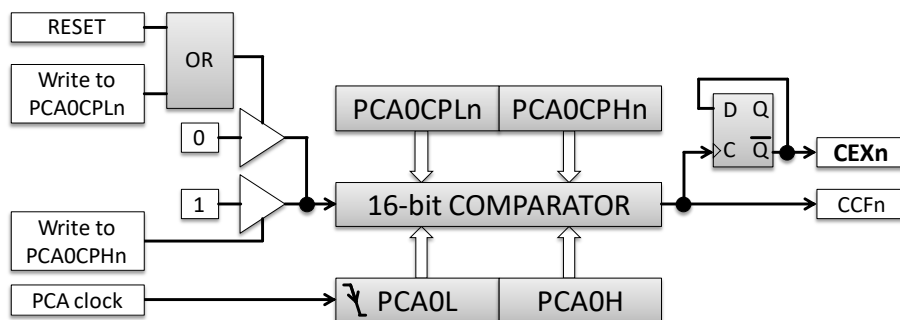 RESET
OR
Write to
PCA0CPLn
0
PCA0CPLn
PCA0CPHn
D Q
C Q
CEXn
1
16-bit COMPARATOR
CCFn
Write to
PCA0CPHn
PCA clock
PCA0L
PCA0H